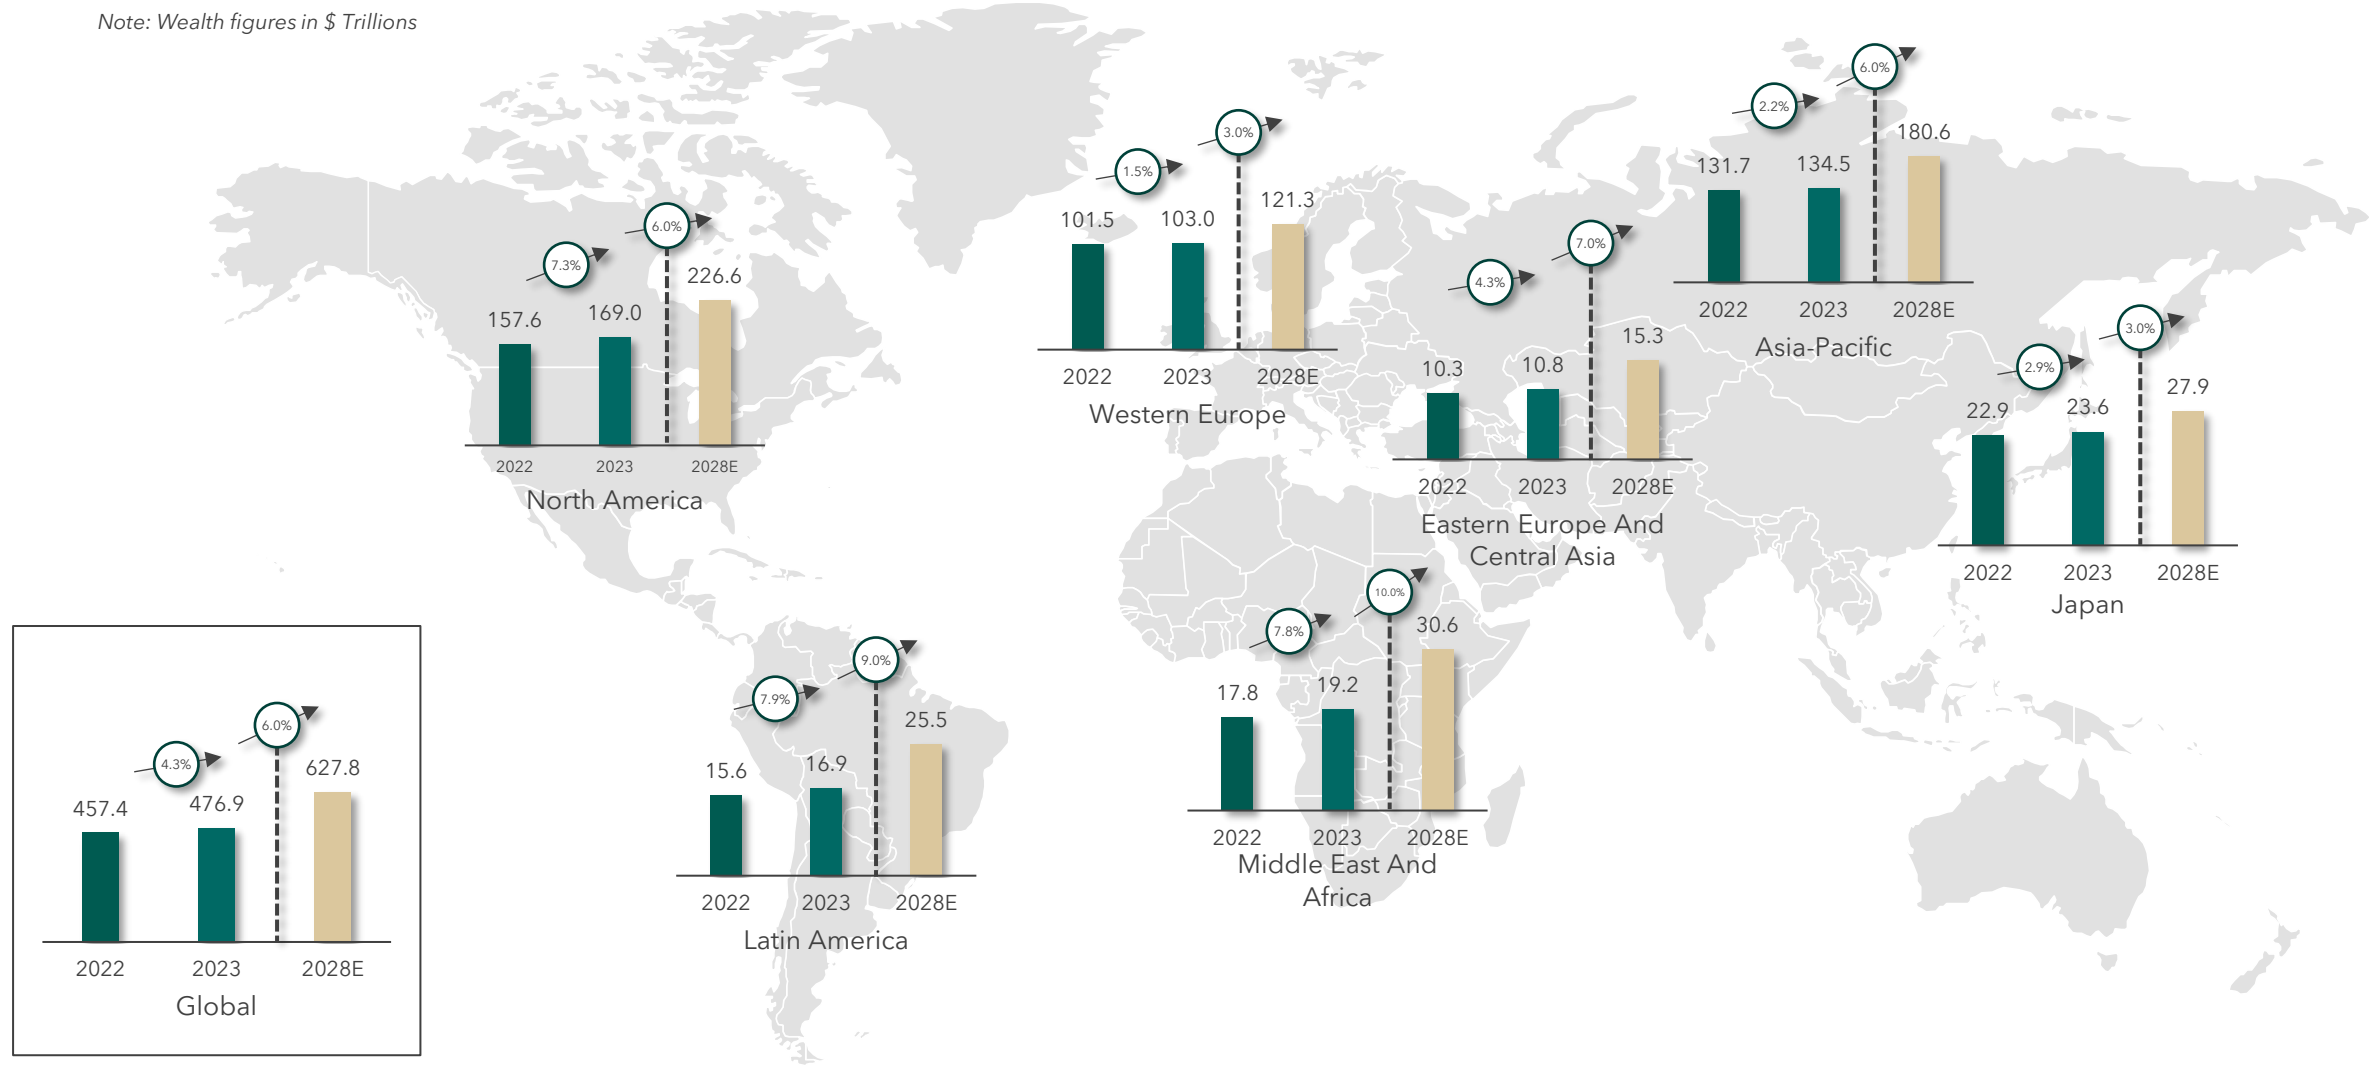 Note: Wealth figures in $ Trillions
7.3%
6.0%
157.6
169.0
226.6
2022
2023
2028E
North America
1.5%
3.0%
101.5
103.0
121.3
2022
2023
2028E
Western Europe
4.3%
7.0%
10.3
10.8
15.3
2022
2023
2028E
Eastern Europe And
Central Asia
2.2%
6.0%
131.7
134.5
180.6
2022
2023
2028E
Asia-Pacific
2.9%
3.0%
22.9
23.6
27.9
2022
2023
2028E
Japan
4.3%
6.0%
457.4
476.9
627.8
2022
2023
2028E
Global
7.9%
9.0%
15.6
16.9
25.5
2022
2023
2028E
Latin America
7.8%
10.0%
17.8
19.2
30.6
2022
2023
2028E
Middle East And
Africa